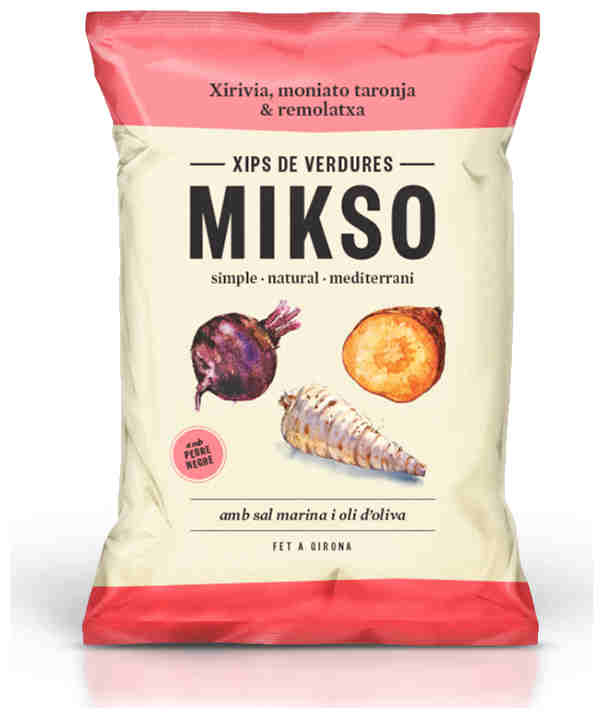 Xirivia, moniato taronja
& remolatxa
XIPS DE VERDURES
MIKSO
simple · natural · mediterrani
amb
PEBRE
NEGRE
amb sal marina i oli d'oliva
FET A GIRONA